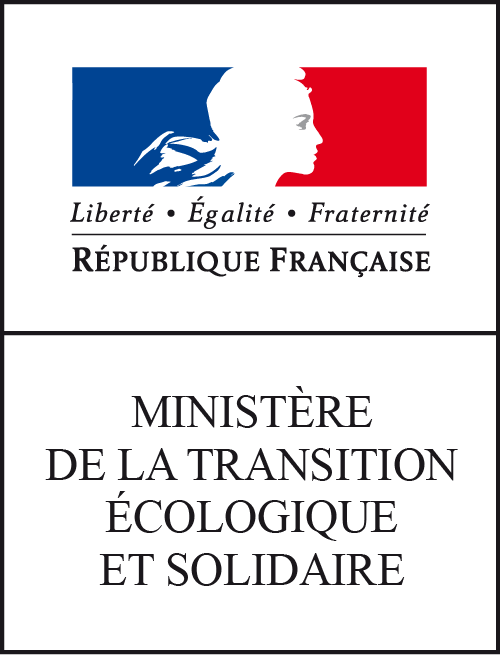 Liberté • Égalité • Fraternité
RÉPUBLIQUE FRANÇAISE
MINISTÈRE
DE LA TRANSITION
ÉCOLOGIQUE
ET SOLIDAIRE